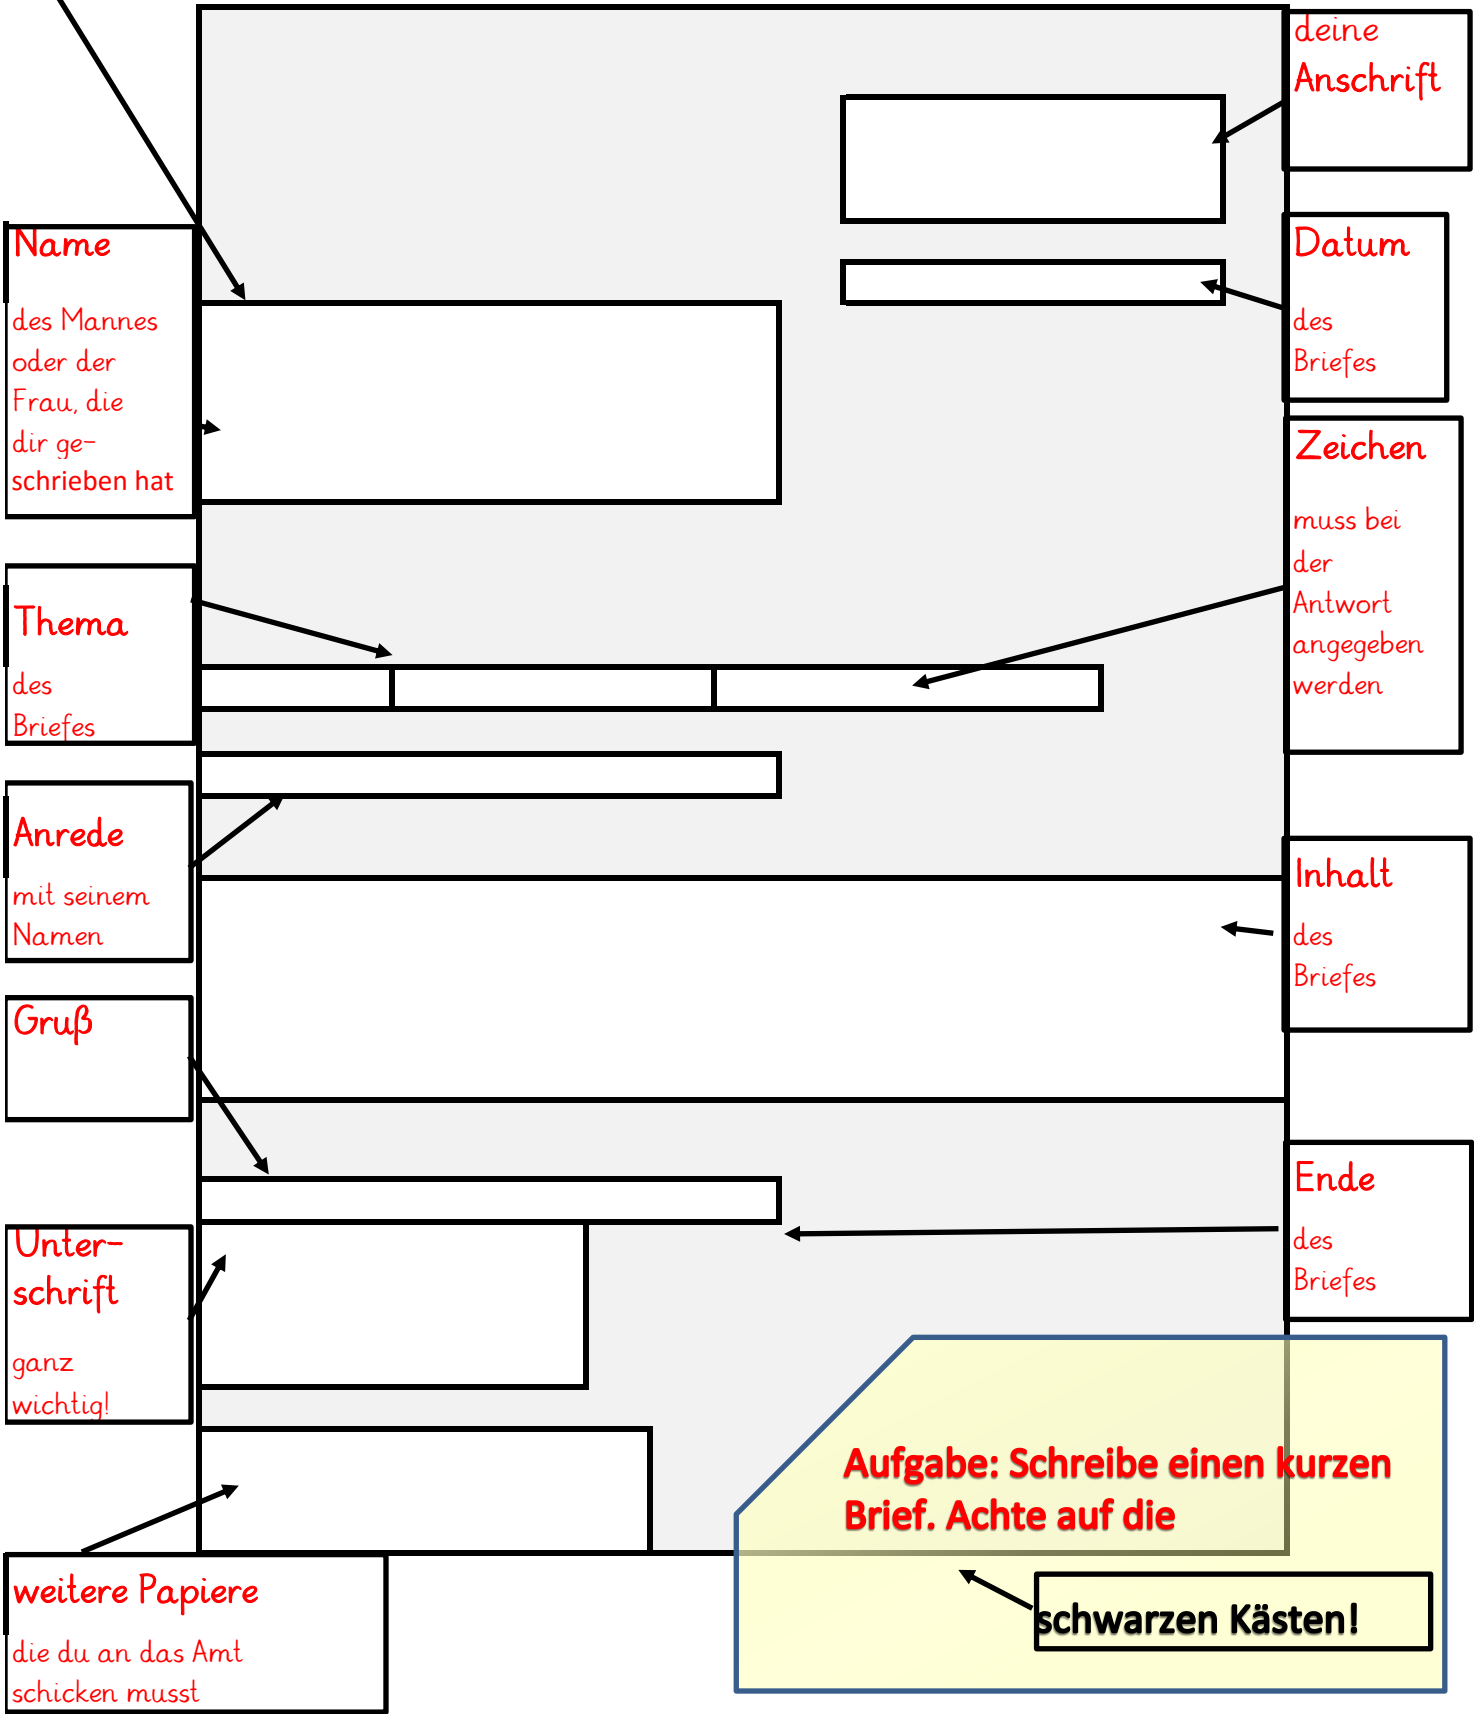 deine
Anschrift
Name
des Mannes
oder der
Frau, die
dir ge-
schrieben hat
Datum
des
Briefes
Zeichen
muss bei
der
Antwort
angegeben
werden
Thema
des
Briefes
Anrede
mit seinem
Namen
Inhalt
des
Briefes
Gruß
Ende
des
Briefes
Unter-
schrift
ganz
wichtig!
Aufgabe: Schreibe einen kurzen
Brief. Achte auf die
schwarzen Kästen!
weitere Papiere
die du an das Amt
schicken musst